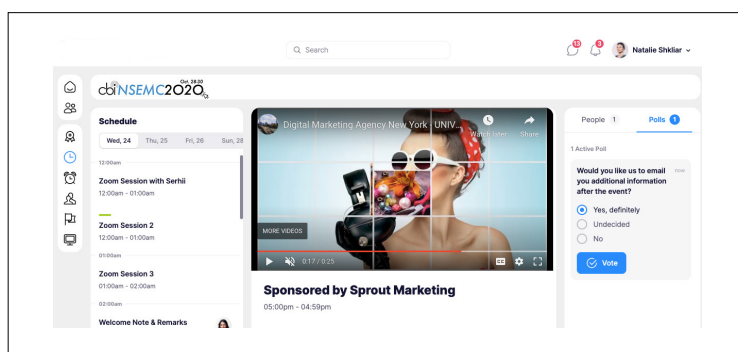 Search
13
3
Natalie Shkliar
cbiNSEMC2020
Oct. 28-30
Schedule
Wed, 24
Thu, 25
Fri, 26
Sun, 28
12:00am
Zoom Session with Serhii
12:00am - 01:00am
Zoom Session 2
12:00am - 01:00am
01:00am
Zoom Session 3
01:00am - 02:00am
02:00am
Welcome Note & Remarks
Digital Marketing Agency New York - UNIV...
Watch later
Share
MORE VIDEOS
0:17 / 0:25
CC
Sponsored by Sprout Marketing
05:00pm - 04:59pm
People 1
Polls 1
1 Active Poll
Would you like us to email
now
you additional information
after the event?
Yes, definitely
Undecided
No
Vote